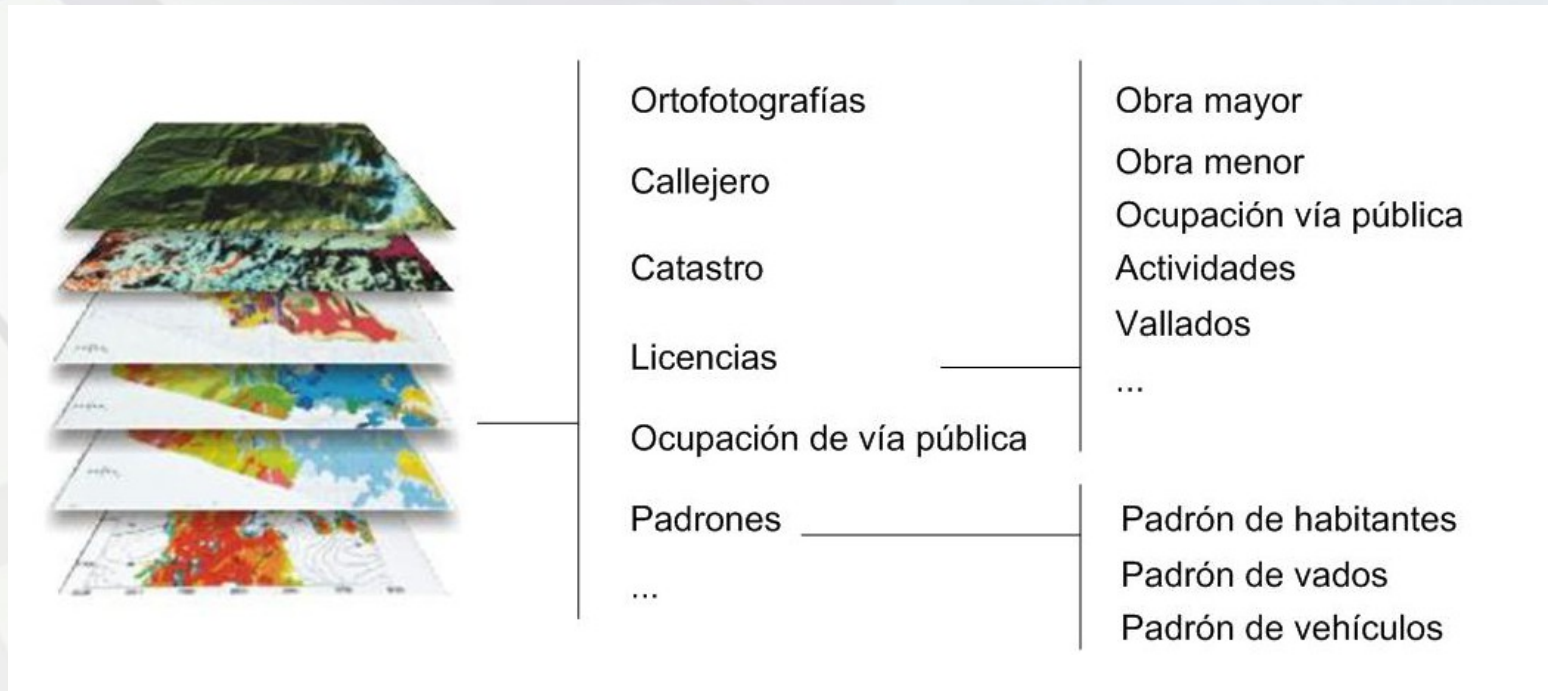 Ortofotografías
Callejero
Catastro
Licencias
Ocupación de vía pública
Padrones
...
Obra mayor
Obra menor
Ocupación vía pública
Actividades
Vallados
...
Padrón de habitantes
Padrón de vados
Padrón de vehículos